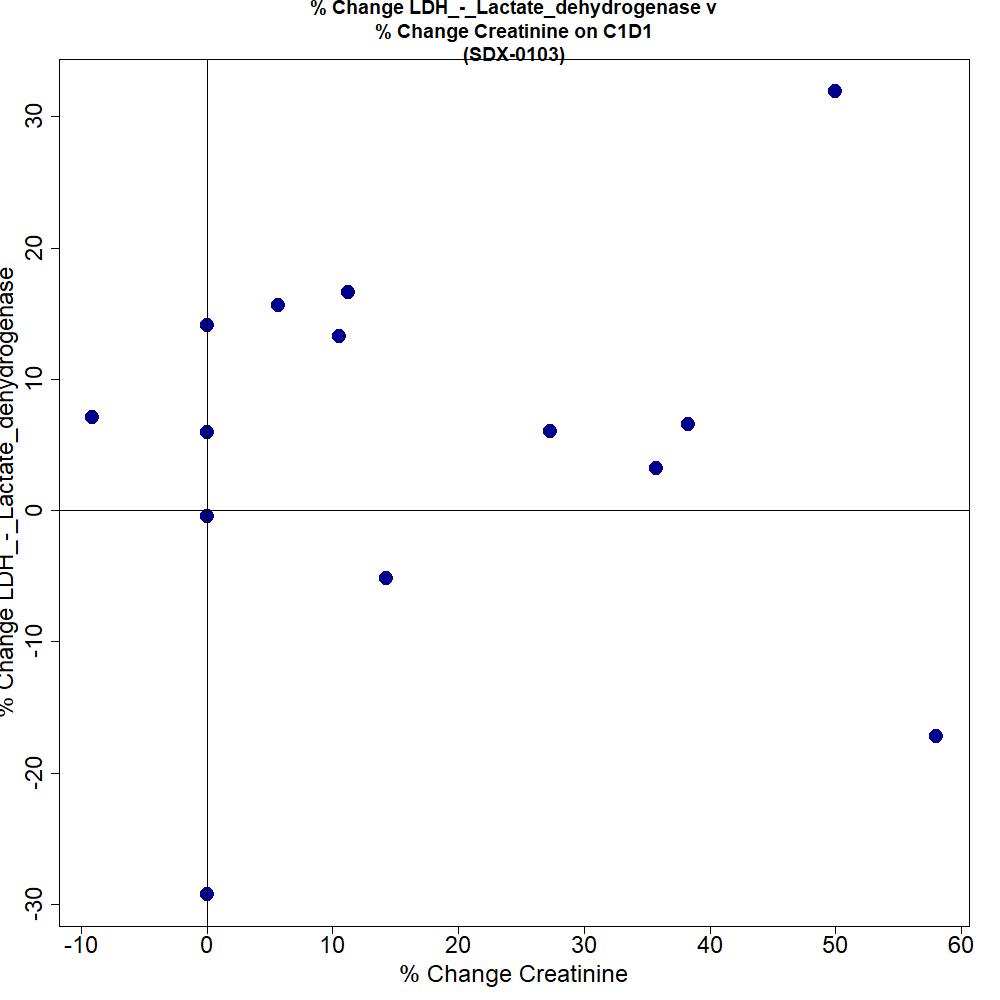 % Change LDH_-_Lactate_dehydrogenase v
% Change Creatinine on C1D1
(SDX-0103)
% Change LDH_-_Lactate_dehydrogenase
30
20
10
0
-10
-20
-30
-10 0 10 20 30 40 50 60
% Change Creatinine